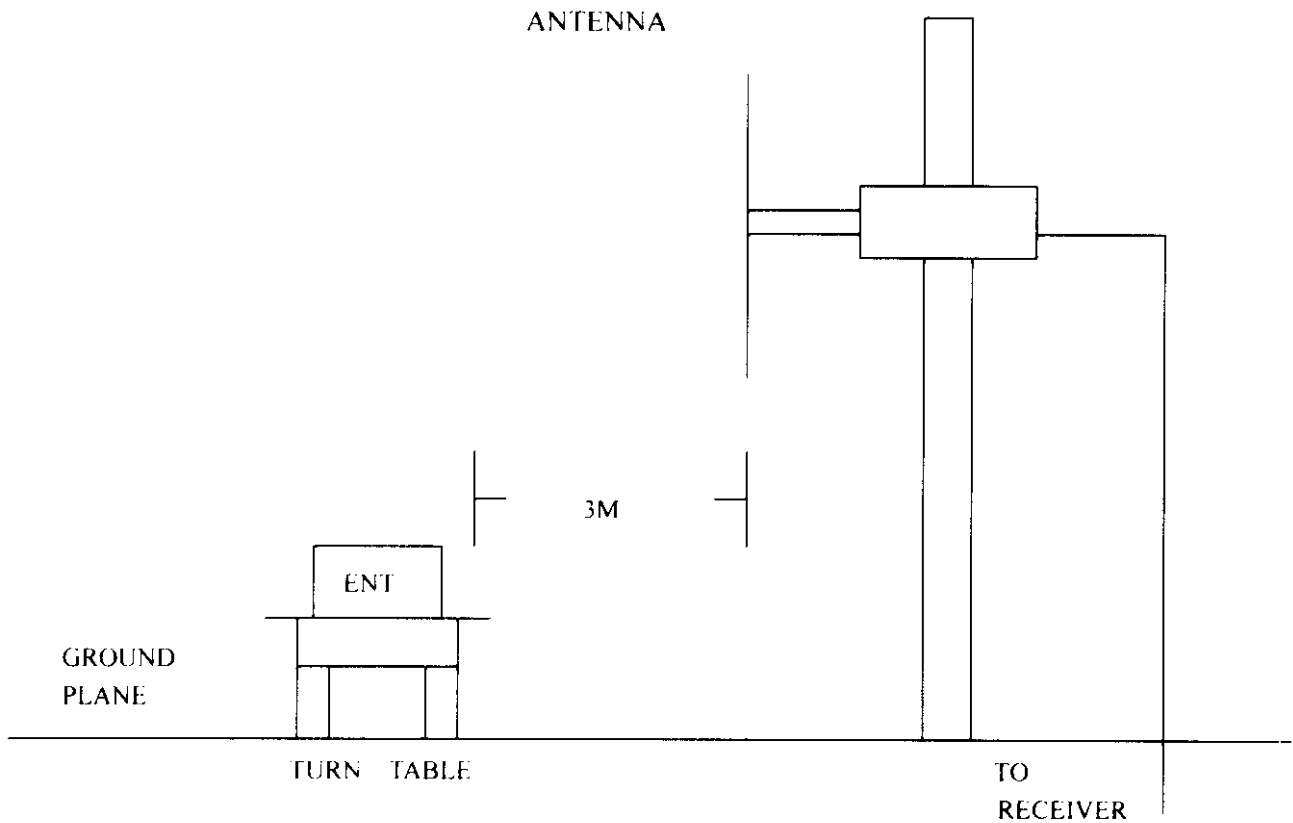 ANTENNA
3M
ENT
GROUND
PLANE
TURN TABLE
TO
RECEIVER